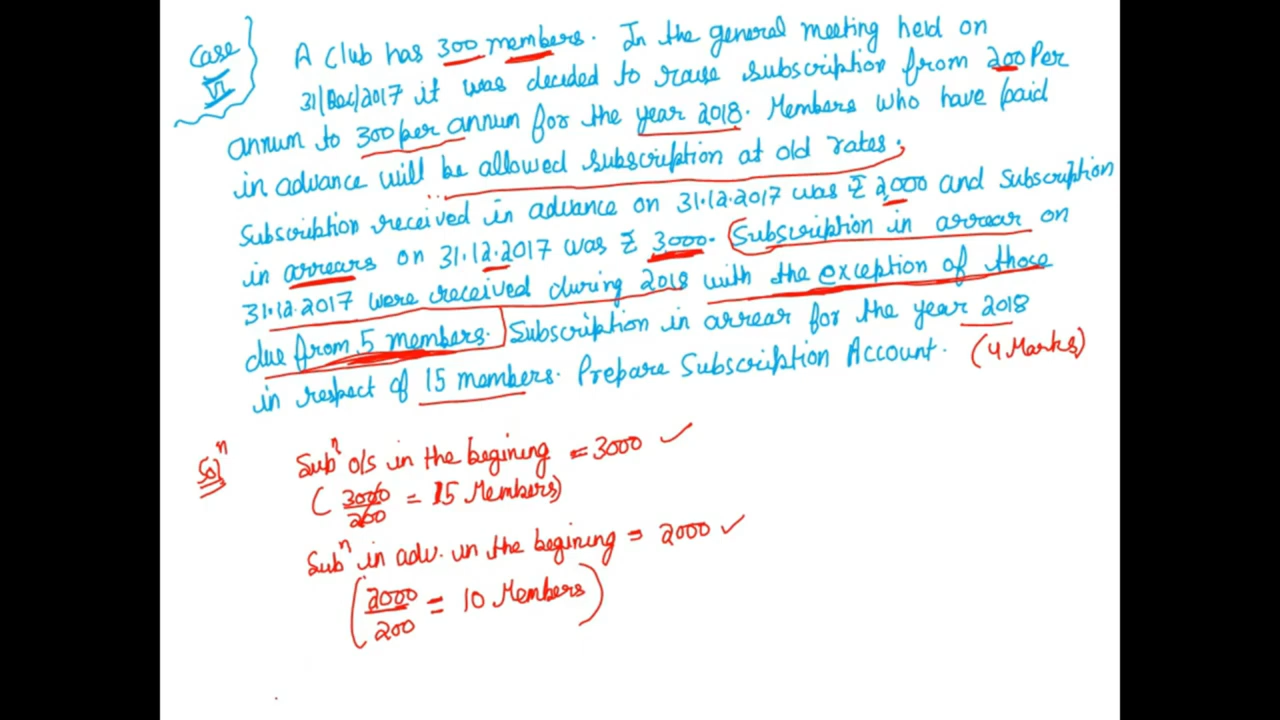 Case VI
A Club has 300 members. In the general meeting held on
31/Dec/2017 it was decided to raise subscription from 200 Per
annum to 300 per annum for the year 2018. Members who have paid
in advance will be allowed subscription at old rates.
Subscription received in advance on 31.12.2017 was ₹ 2,000 and Subscription
in arrears on 31.12.2017 was ₹ 3,000. Subscription in arrear on
31.12.2017 were received during 2018 with the exception of those
due from 5 members. Subscription in arrear for the year 2018
in respect of 15 members. Prepare Subscription Account. (4 Marks)
Solⁿ Subⁿ o/s in the begining = 3000 ✓
(3000/200 = 15 Members)
Subⁿ in adv. in the begining = 2000 ✓
(2000/200 = 10 Members)